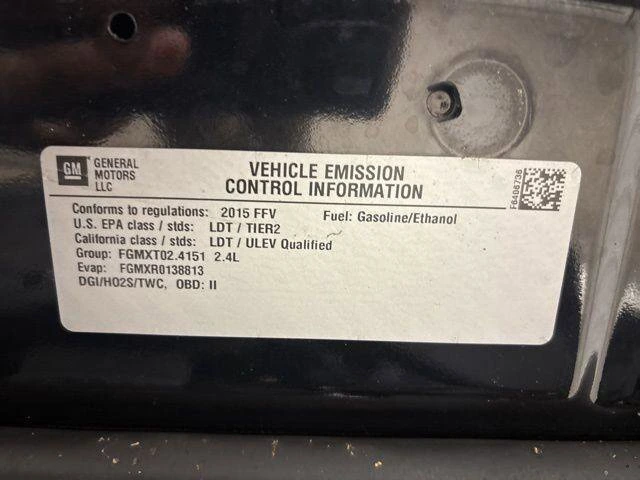 GM
GENERAL
MOTORS
LLC
VEHICLE EMISSION
CONTROL INFORMATION
F6406736
Conforms to regulations: 2015 FFV Fuel: Gasoline/Ethanol
U.S. EPA class / stds: LDT / TIER2
California class / stds: LDT / ULEV Qualified
Group: FGMXT02.4151 2.4L
Evap: FGMXR0138813
DGI/HO2S/TWC, OBD: II